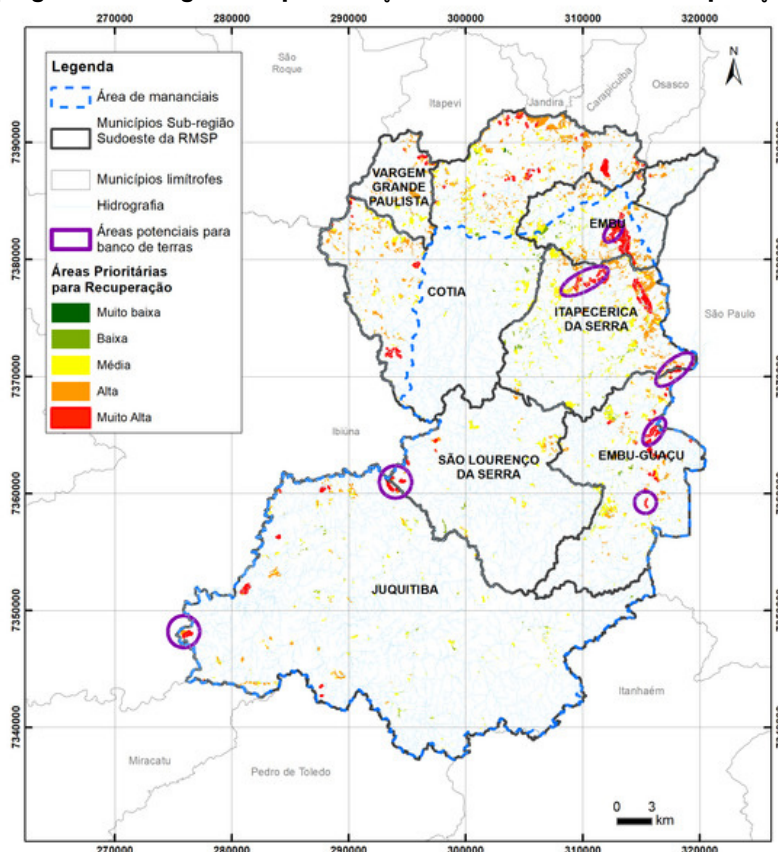 270000 280000 290000 300000 310000 320000
Legenda
Área de mananciais
Municípios Sub-região
Sudoeste da RMSP
Municípios limítrofes
Hidrografia
Áreas potenciais para
banco de terras
Áreas Prioritárias
para Recuperação
Muito baixa
Baixa
Média
Alta
Muito Alta
São
Roque
Itapevi
Jandira
Carapicuiba
Osasco
N
7390000
VARGEM
GRANDE
PAULISTA
EMBU
7380000
COTIA
ITAPECERICA
DA SERRA
São Paulo
7370000
Ibiúna
SÃO LOURENÇO
DA SERRA
EMBU-GUAÇU
7360000
JUQUITIBA
7350000
Itanhaém
7340000
Miracatu
Pedro de Toledo
0 3
km
270000 280000 290000 300000 310000 320000